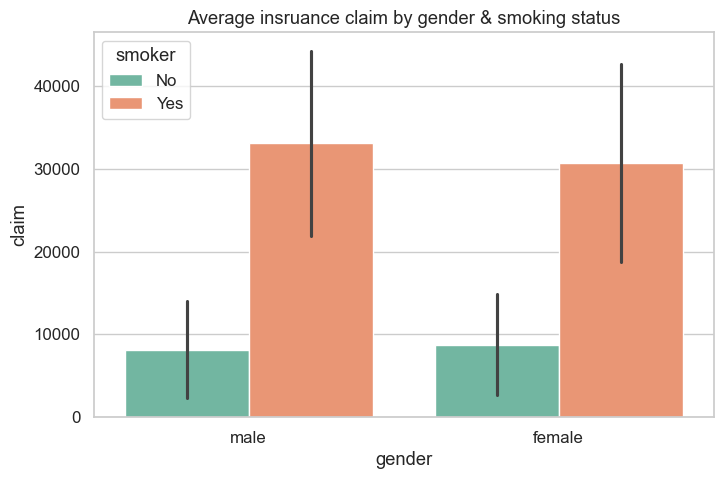 Average insruance claim by gender & smoking status
smoker
No
Yes
40000
30000
20000
10000
0
claim
male
female
gender